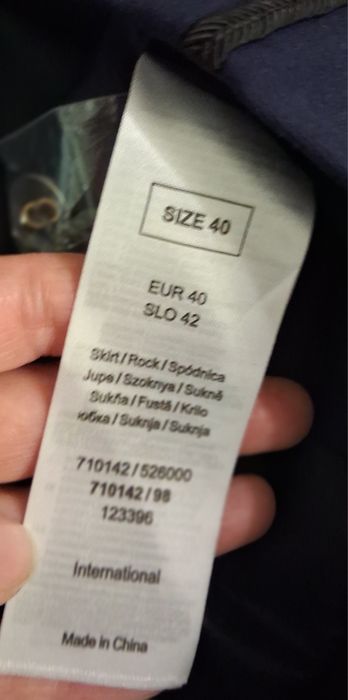 SIZE 40
EUR 40
SLO 42
Skirt / Rock / Spódnica
Jupe / Szoknya / Sukně
Sukňa / Fustă / Krilo
юбка / Suknja / Suknja
710142 / 526000
710142 / 98
123396
International
Made in China